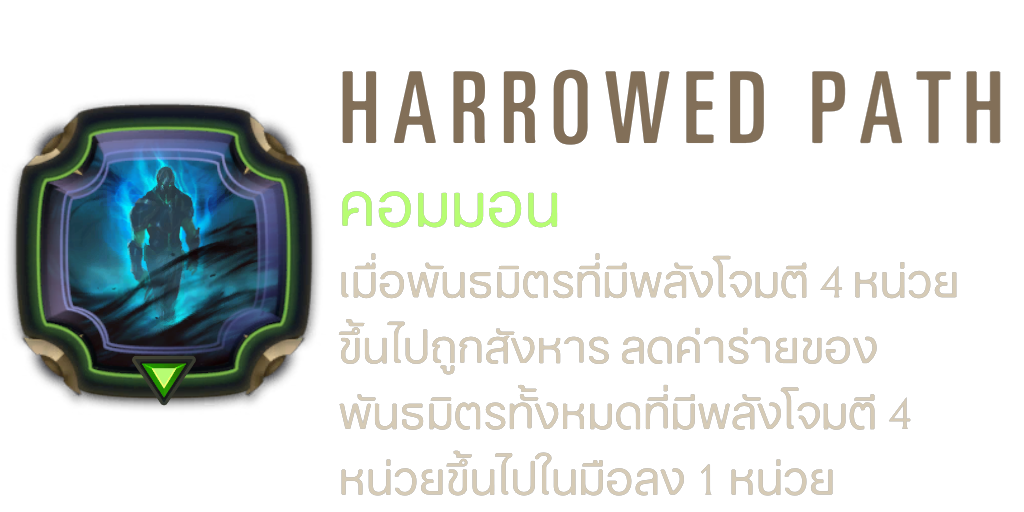 HARROWED PATH
คอมมอน
เมื่อพันธมิตรที่มีพลังโจมตี 4 หน่วย
ขึ้นไปถูกสังหาร ลดค่าร่ายของ
พันธมิตรทั้งหมดที่มีพลังโจมตี 4
หน่วยขึ้นไปในมือลง 1 หน่วย